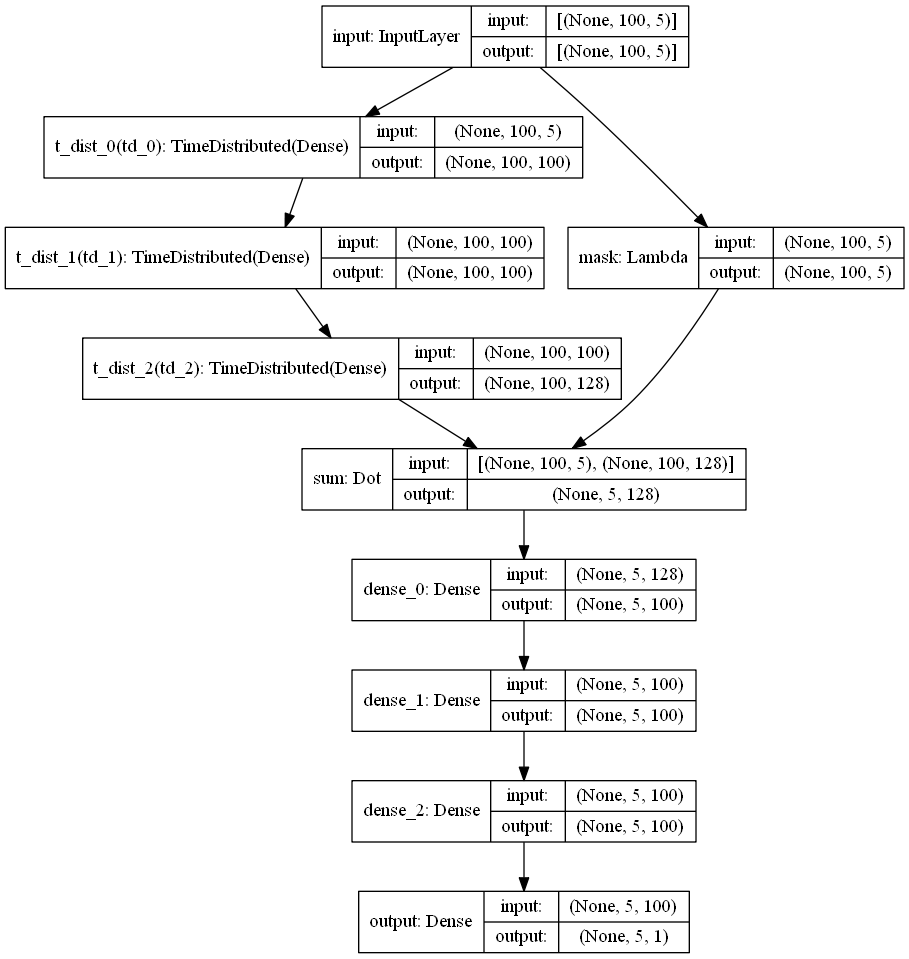 input: InputLayer
input: [(None, 100, 5)]
output: [(None, 100, 5)]
t_dist_0(td_0): TimeDistributed(Dense)
input: (None, 100, 5)
output: (None, 100, 100)
t_dist_1(td_1): TimeDistributed(Dense)
input: (None, 100, 100)
output: (None, 100, 100)
mask: Lambda
input: (None, 100, 5)
output: (None, 100, 5)
t_dist_2(td_2): TimeDistributed(Dense)
input: (None, 100, 100)
output: (None, 100, 128)
sum: Dot
input: [(None, 100, 5), (None, 100, 128)]
output: (None, 5, 128)
dense_0: Dense
input: (None, 5, 128)
output: (None, 5, 100)
dense_1: Dense
input: (None, 5, 100)
output: (None, 5, 100)
dense_2: Dense
input: (None, 5, 100)
output: (None, 5, 100)
output: Dense
input: (None, 5, 100)
output: (None, 5, 1)